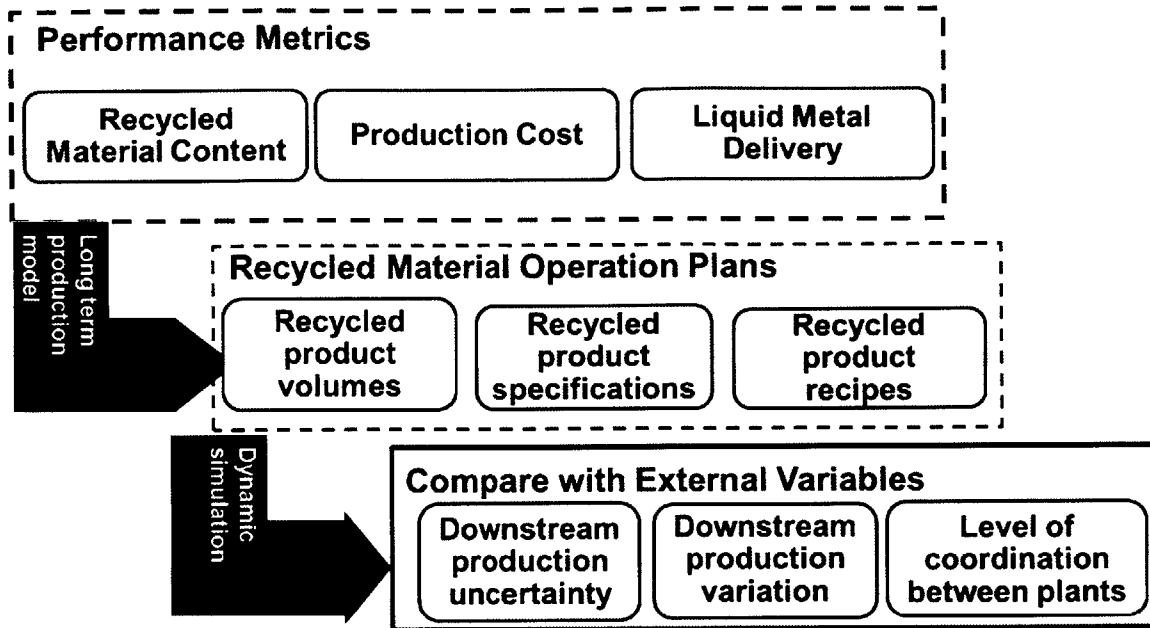 Performance Metrics
Recycled
Material Content
Production Cost
Liquid Metal
Delivery
Long term
production
model
Recycled Material Operation Plans
Recycled
product
volumes
Recycled
product
specifications
Recycled
product
recipes
Dynamic
simulation
Compare with External Variables
Downstream
production
uncertainty
Downstream
production
variation
Level of
coordination
between plants